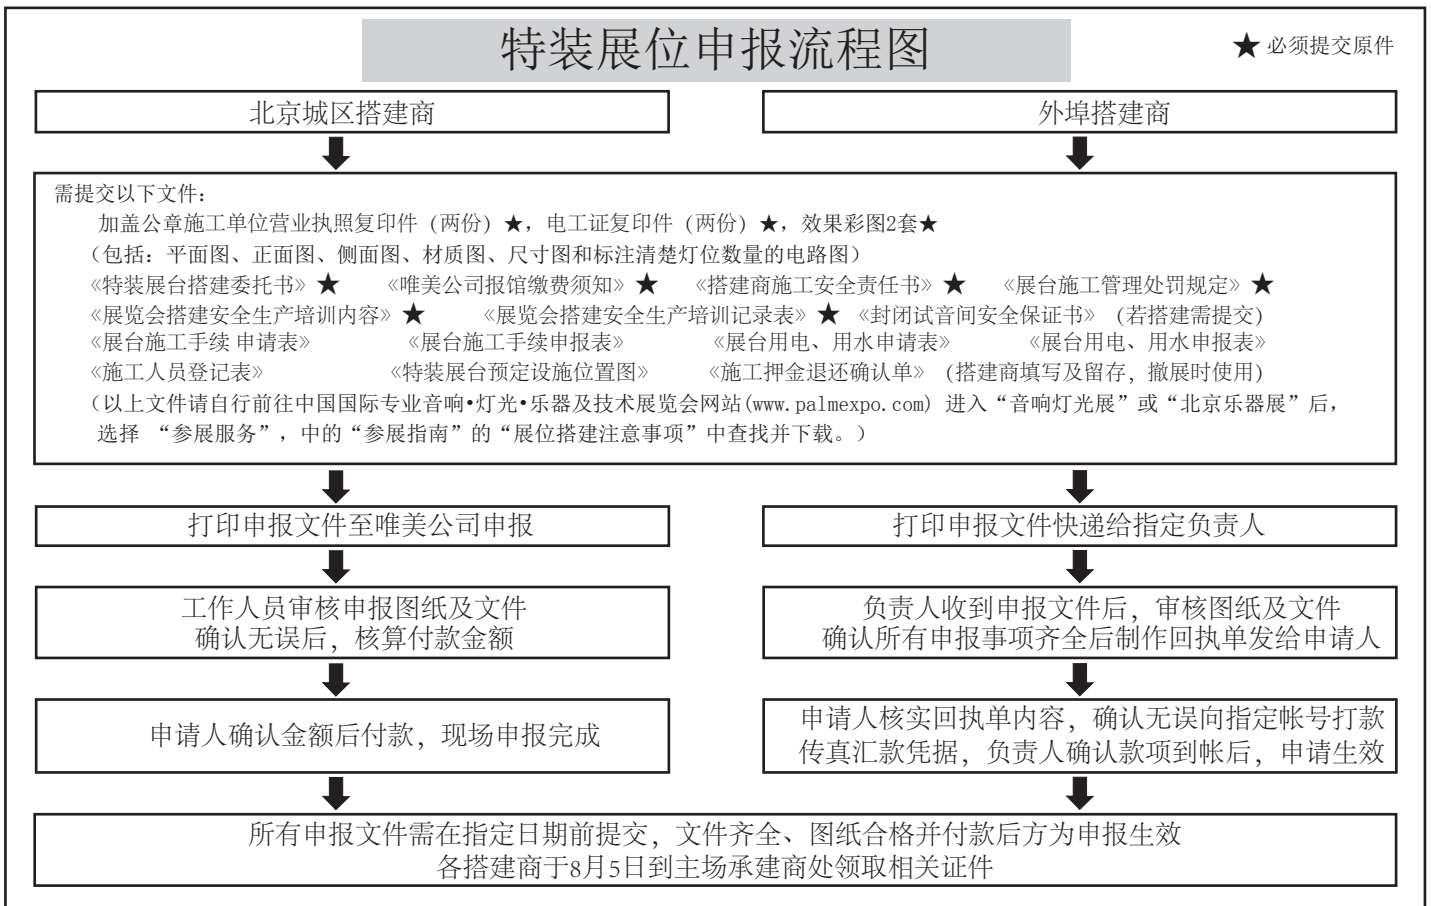 特装展位申报流程图
★必须提交原件
北京城区搭建商
外埠搭建商
需提交以下文件：
加盖公章施工单位营业执照复印件（两份）★，电工证复印件（两份）★，效果彩图2套★
（包括：平面图、正面图、侧面图、材质图、尺寸图和标注清楚灯位数量的电路图）
《特装展台搭建委托书》★ 《唯美公司报馆缴费须知》★ 《搭建商施工安全责任书》★ 《展台施工管理处罚规定》★
《展览会搭建安全生产培训内容》★ 《展览会搭建安全生产培训记录表》★ 《封闭试音间安全保证书》（若搭建需提交）
《展台施工手续 申请表》 《展台施工手续申报表》 《展台用电、用水申请表》 《展台用电、用水申报表》
《施工人员登记表》 《特装展台预定设施位置图》 《施工押金退还确认单》（搭建商填写及留存，撤展时使用）
（以上文件请自行前往中国国际专业音响•灯光•乐器及技术展览会网站(www.palmexpo.com) 进入“音响灯光展”或“北京乐器展”后，
选择 “参展服务”，中的“参展指南”的“展位搭建注意事项”中查找并下载。）
打印申报文件至唯美公司申报
打印申报文件快递给指定负责人
工作人员审核申报图纸及文件
确认无误后，核算付款金额
负责人收到申报文件后，审核图纸及文件
确认所有申报事项齐全后制作回执单发给申请人
申请人确认金额后付款，现场申报完成
申请人核实回执单内容，确认无误向指定帐号打款
传真汇款凭据，负责人确认款项到帐后，申请生效
所有申报文件需在指定日期前提交，文件齐全、图纸合格并付款后方为申报生效
各搭建商于8月5日到主场承建商处领取相关证件